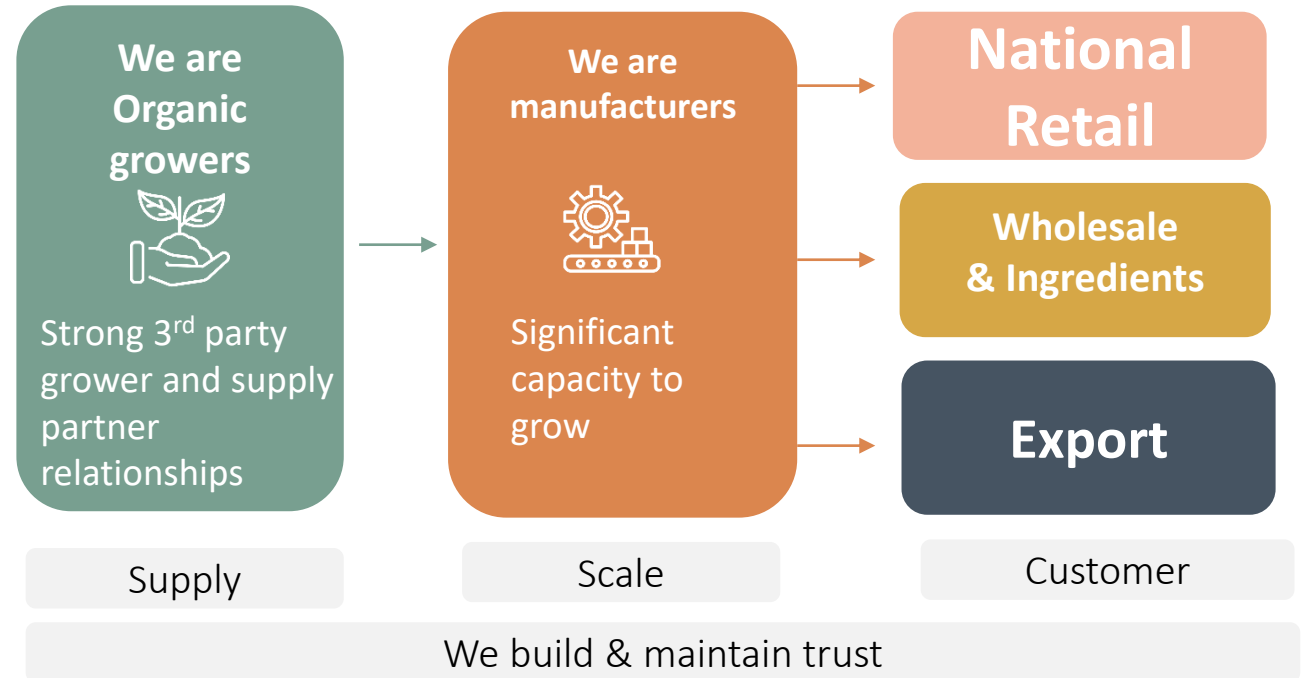 We are
Organic
growers
Strong 3rd party
grower and supply
partner
relationships
We are
manufacturers
Significant
capacity to
grow
National
Retail
Wholesale
& Ingredients
Export
Supply
Scale
Customer
We build & maintain trust